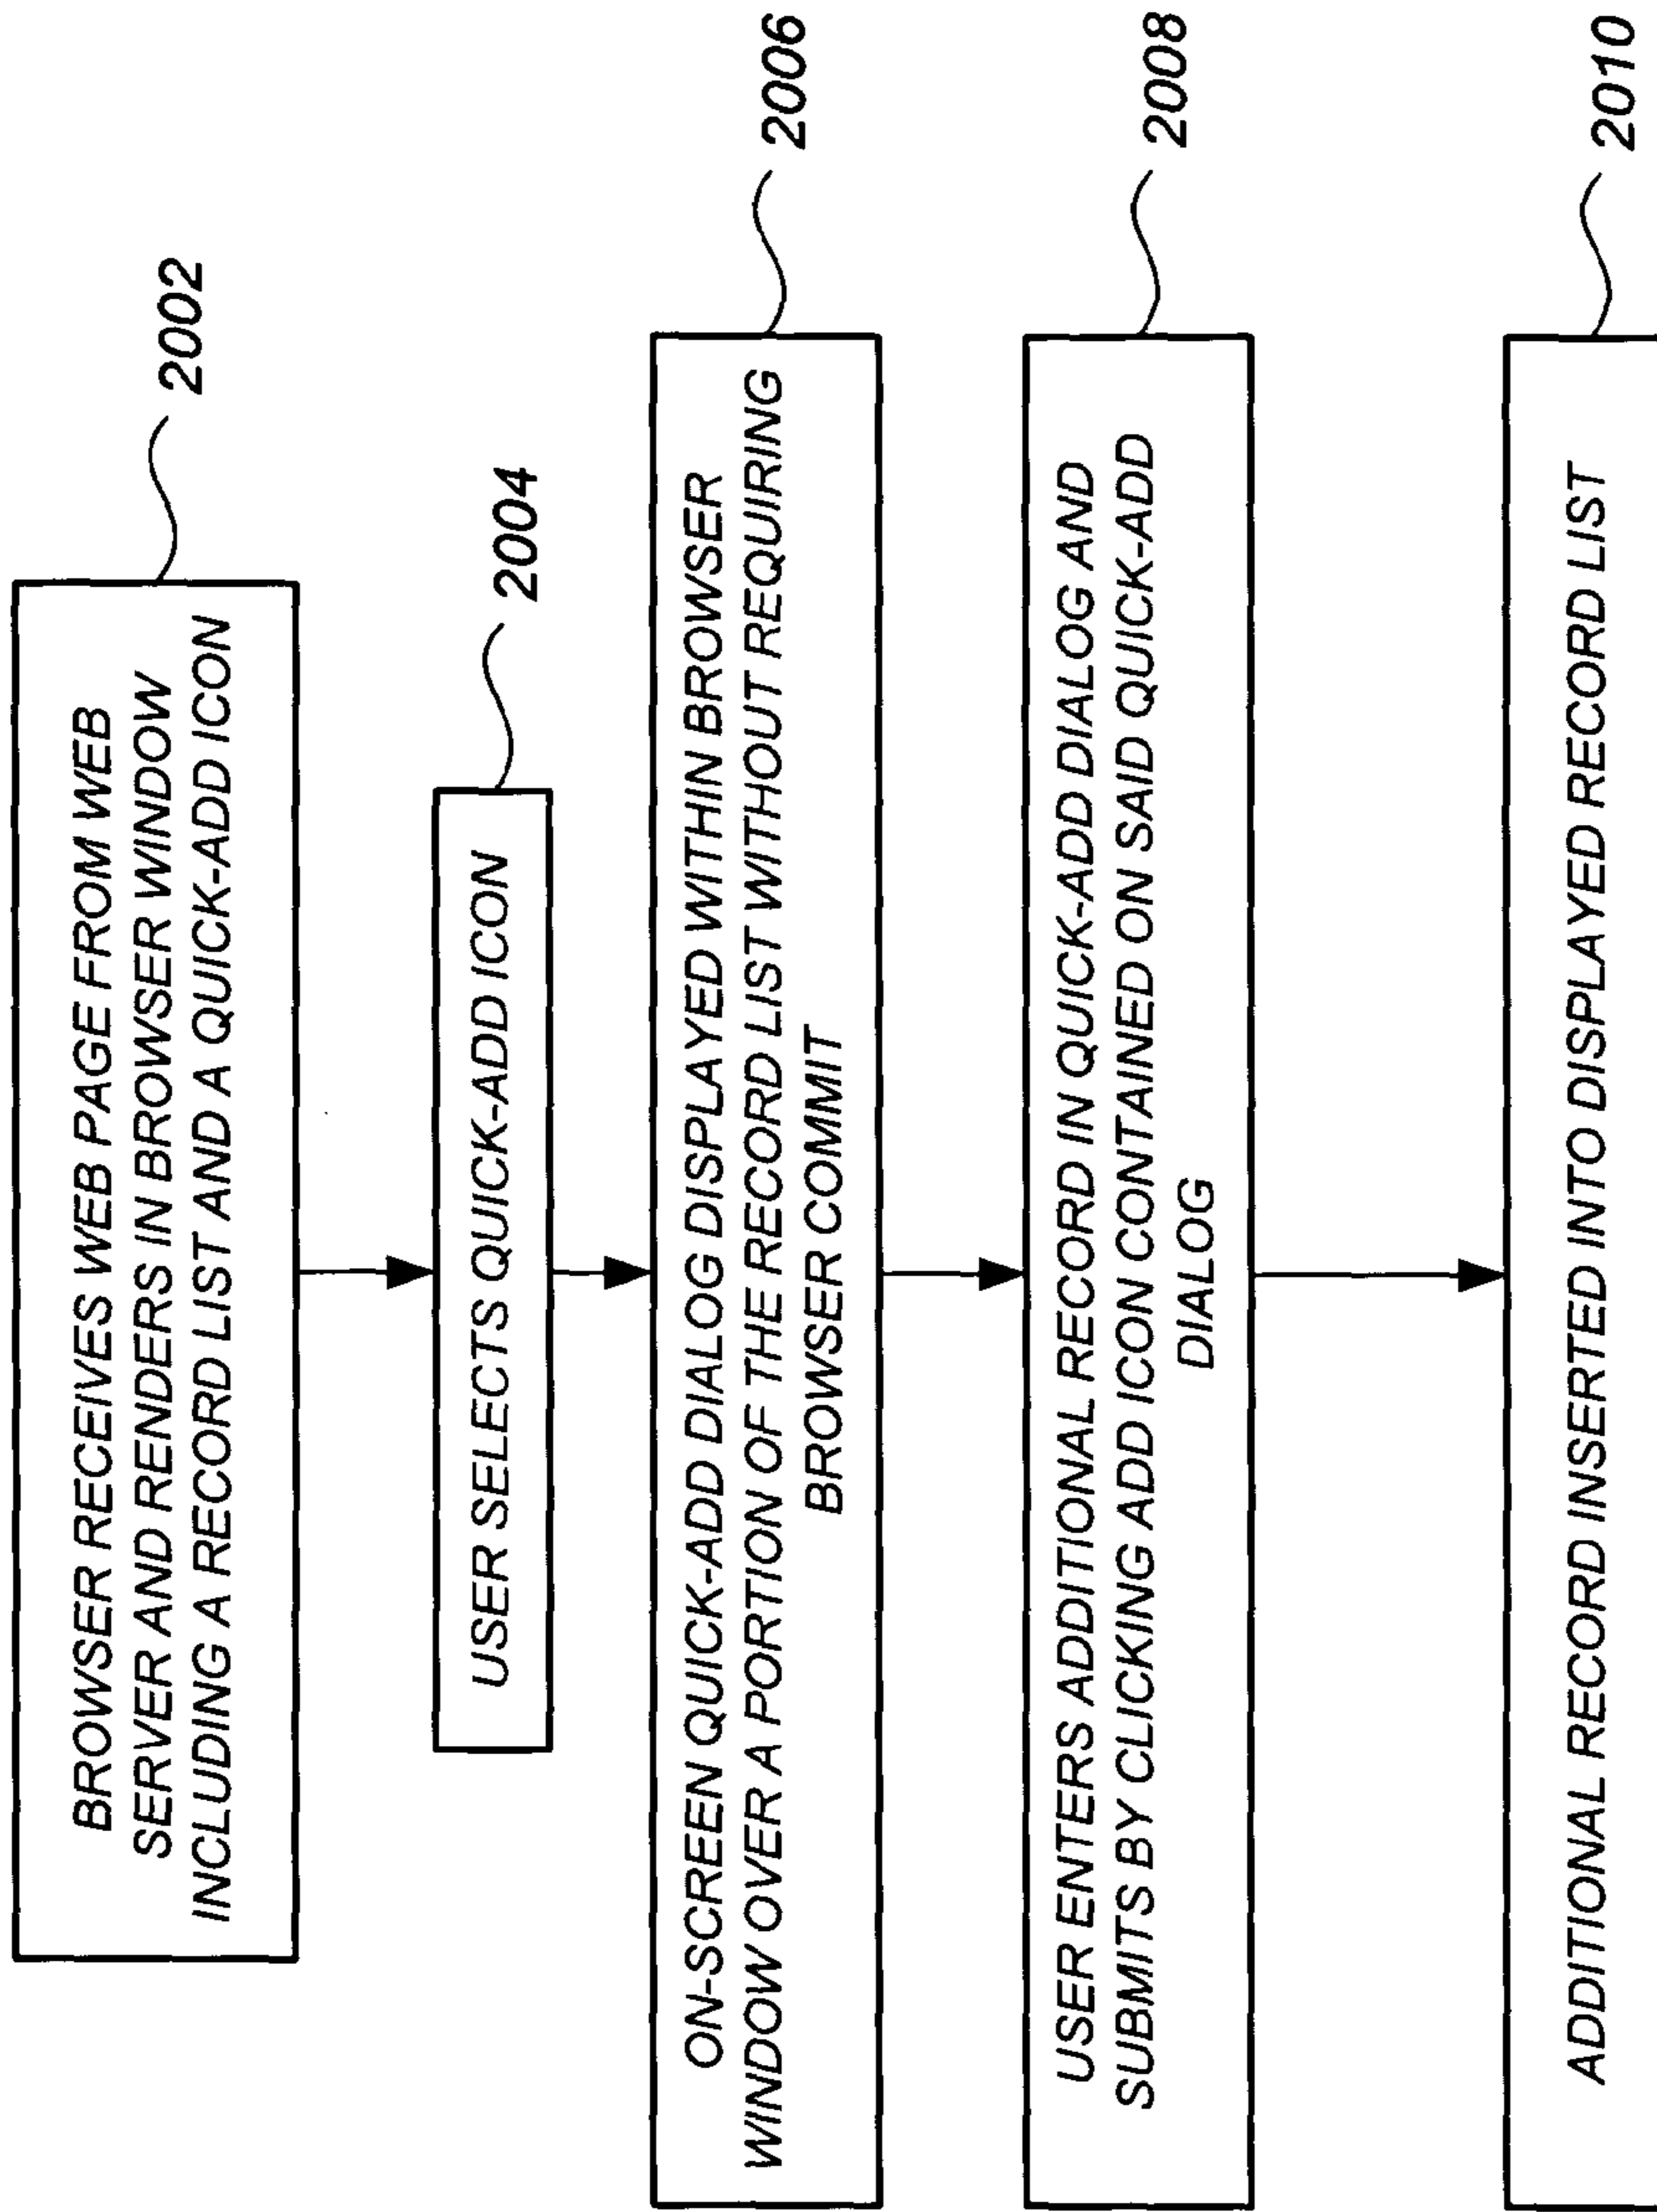 BROWSER RECEIVES WEB PAGE FROM WEB
SERVER AND RENDERS IN BROWSER WINDOW
INCLUDING A RECORD LIST AND A QUICK-ADD ICON
2002
USER SELECTS QUICK-ADD ICON
2004
ON-SCREEN QUICK-ADD DIALOG DISPLAYED WITHIN BROWSER
WINDOW OVER A PORTION OF THE RECORD LIST WITHOUT REQUIRING
BROWSER COMMIT
2006
USER ENTERS ADDITIONAL RECORD IN QUICK-ADD DIALOG AND
SUBMITS BY CLICKING ADD ICON CONTAINED ON SAID QUICK-ADD
DIALOG
2008
ADDITIONAL RECORD INSERTED INTO DISPLAYED RECORD LIST
2010